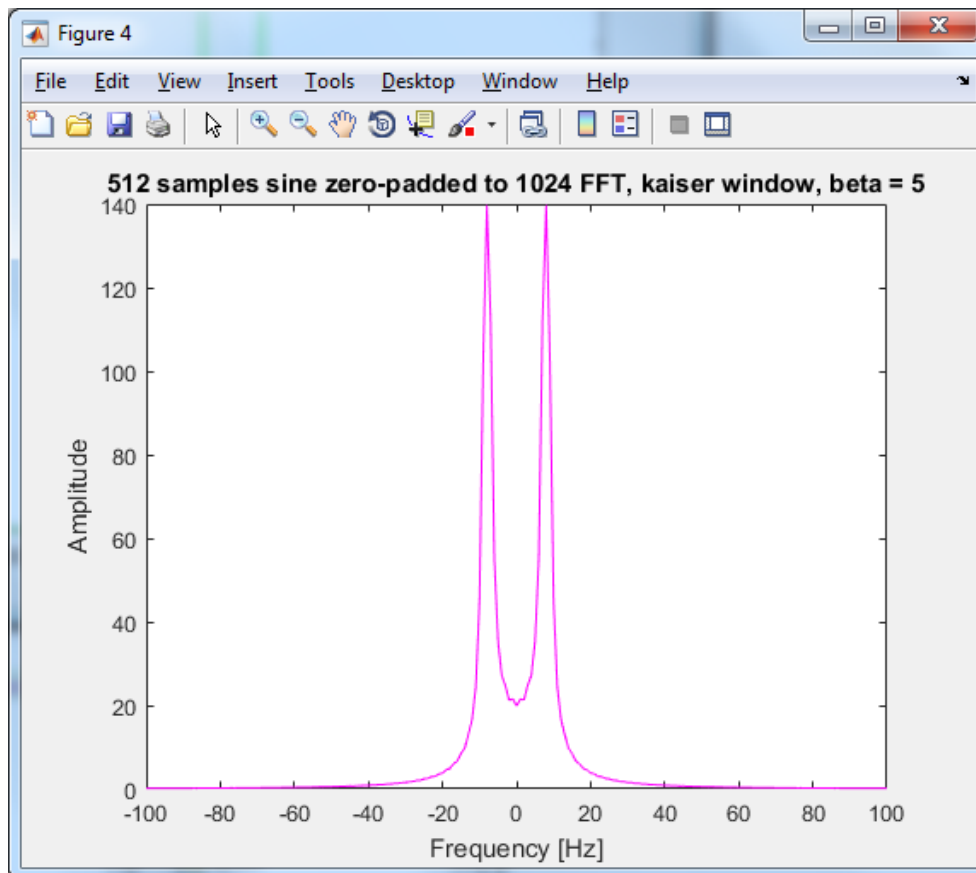 Figure 4
File Edit View Insert Tools Desktop Window Help
512 samples sine zero-padded to 1024 FFT, kaiser window, beta = 5
140
120
100
80
60
40
20
0
-100 -80 -60 -40 -20 0 20 40 60 80 100
Amplitude
Frequency [Hz]